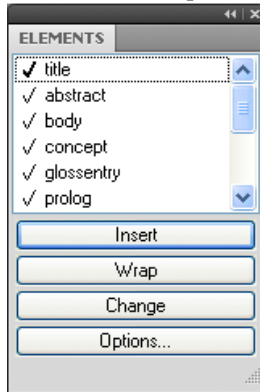 ELEMENTS
title
abstract
body
concept
glossentry
prolog
Insert
Wrap
Change
Options...